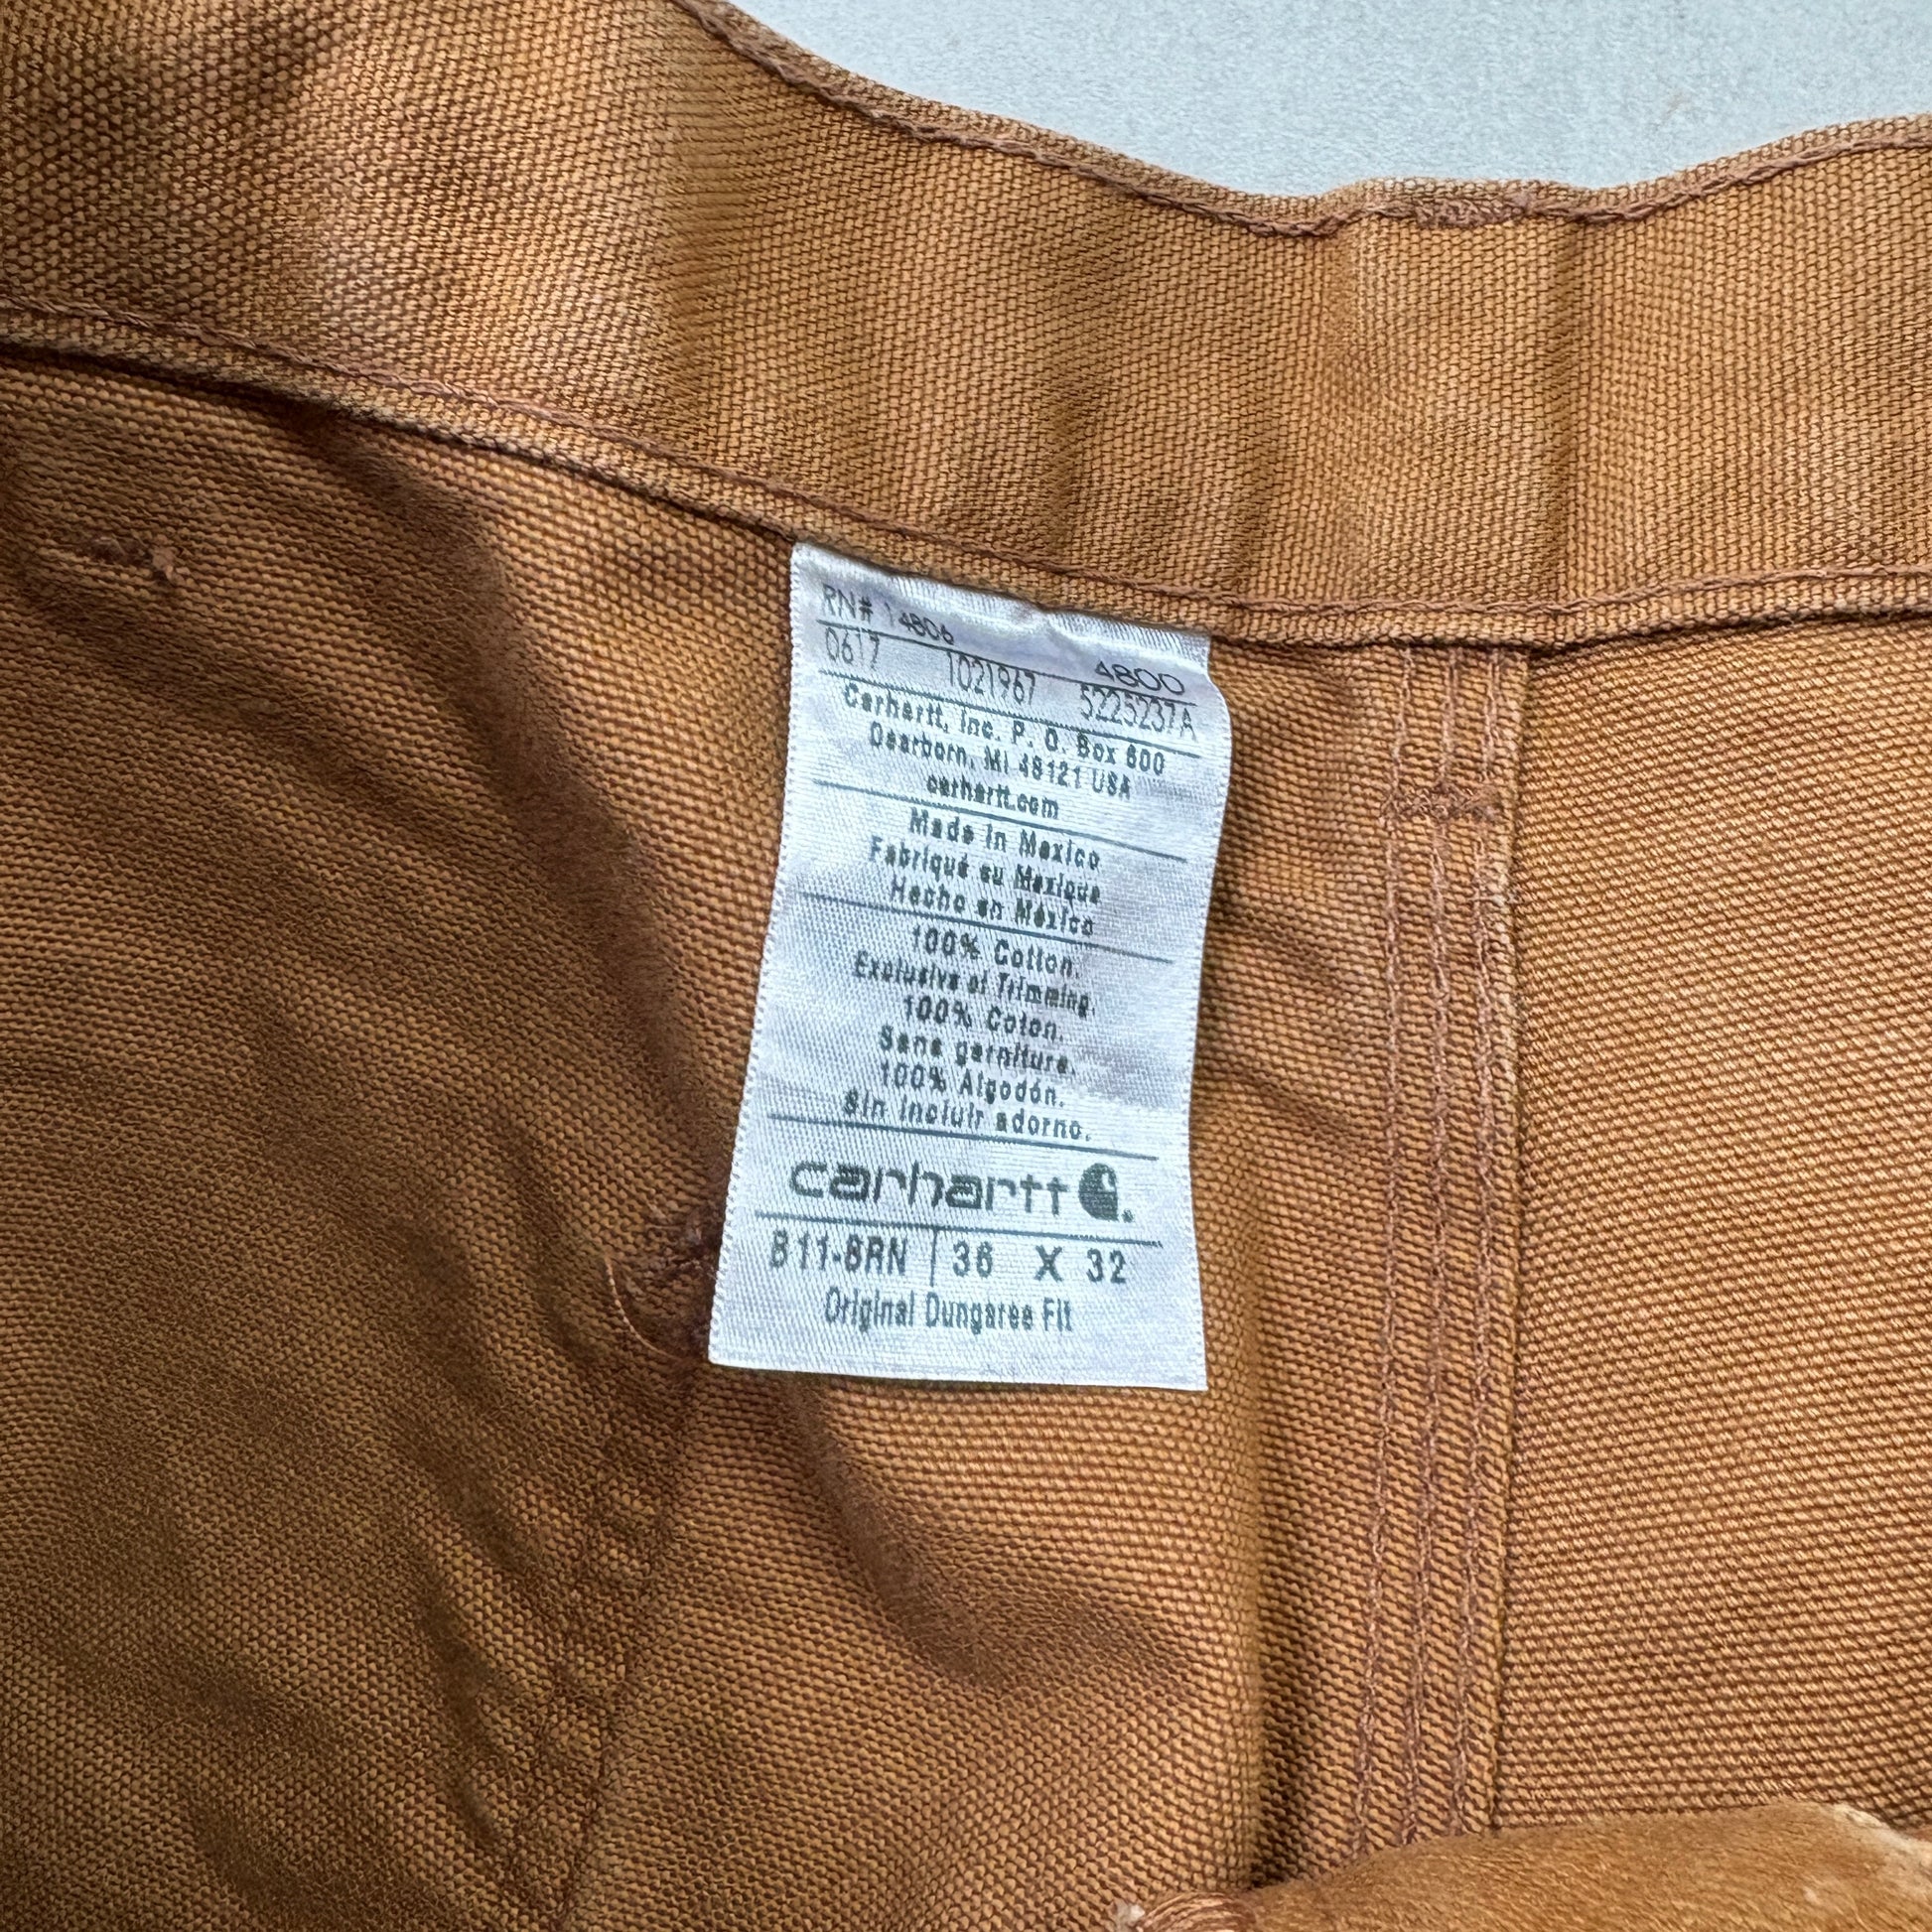 RN# 14806
4800
0617 1021967 5225237A
Carhartt, Inc. P. O. Box 600
Dearborn, MI 48121 USA
carhartt.com
Made in Mexico
Fabriqué au Mexique
Hecho en México
100% Cotton.
Exclusive of Trimming.
100% Coton.
Sans garniture.
100% Algodón.
Sin incluir adorno.
carhartt
B11-BRN 36 X 32
Original Dungaree Fit